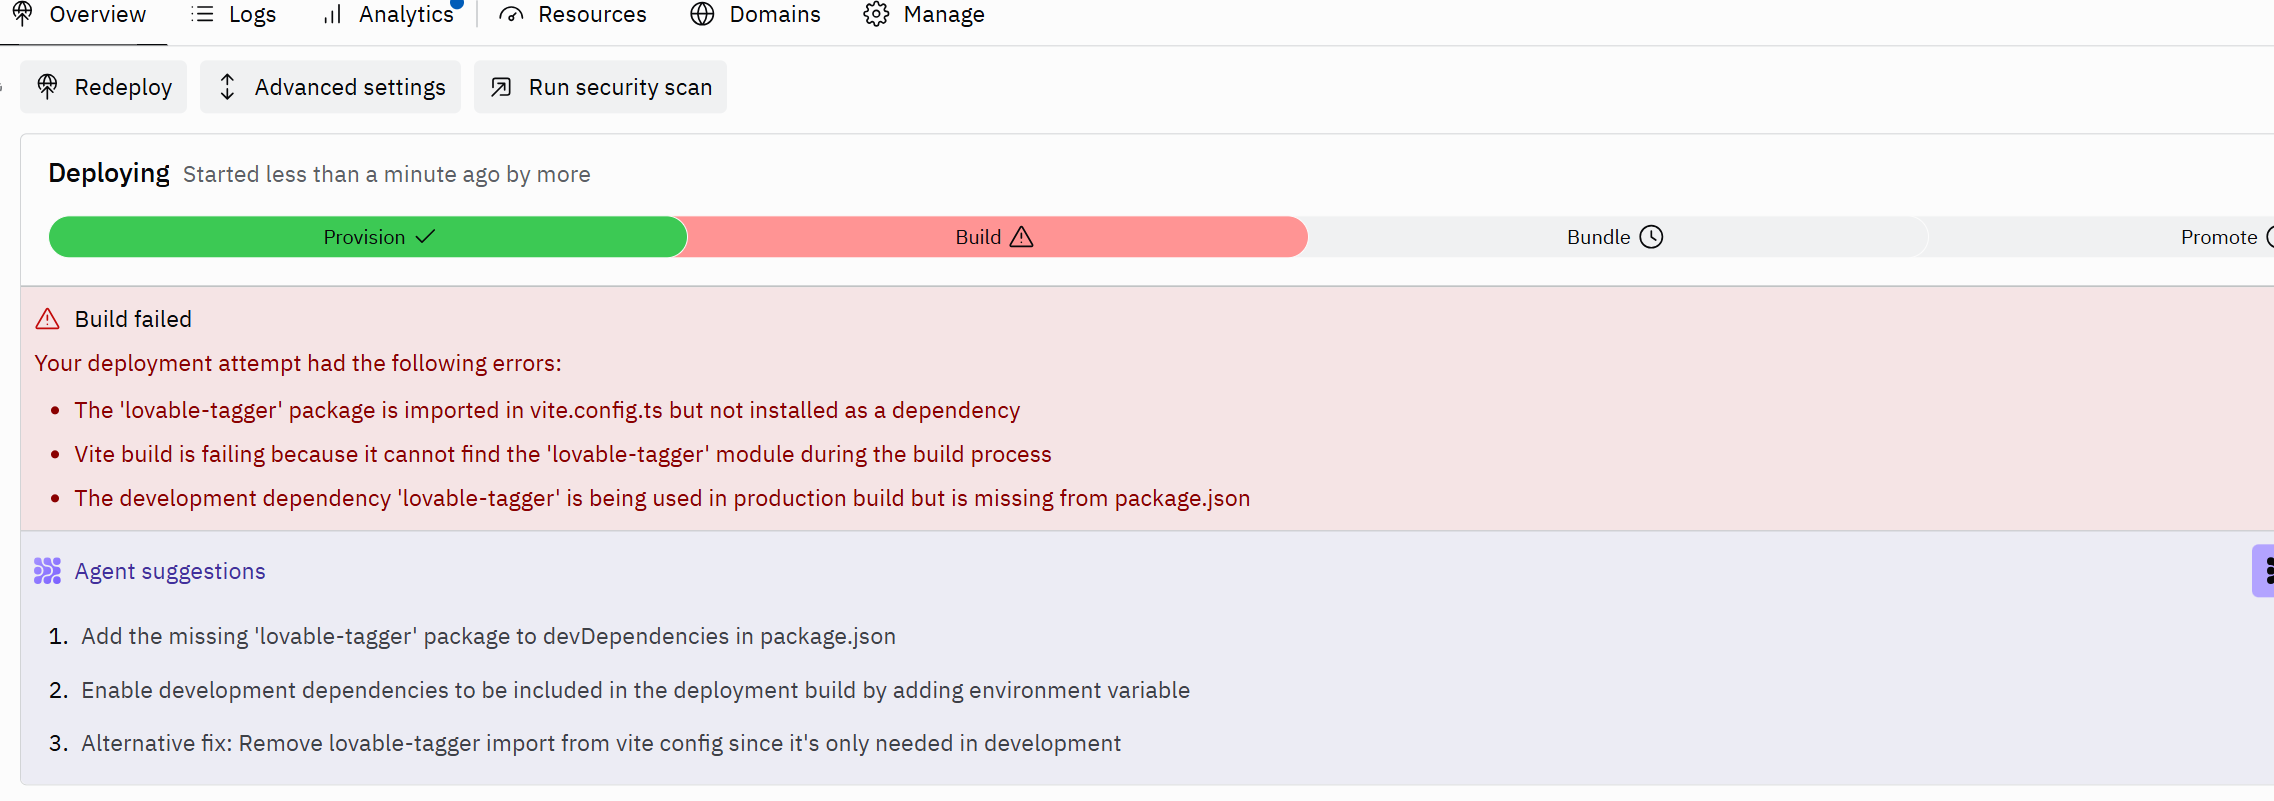 Overview Logs Analytics Resources Domains Manage
Redeploy Advanced settings Run security scan
Deploying Started less than a minute ago by more
Provision Build Bundle Promote
Build failed
Your deployment attempt had the following errors:
• The 'lovable-tagger' package is imported in vite.config.ts but not installed as a dependency
• Vite build is failing because it cannot find the 'lovable-tagger' module during the build process
• The development dependency 'lovable-tagger' is being used in production build but is missing from package.json
Agent suggestions
1. Add the missing 'lovable-tagger' package to devDependencies in package.json
2. Enable development dependencies to be included in the deployment build by adding environment variable
3. Alternative fix: Remove lovable-tagger import from vite config since it's only needed in development